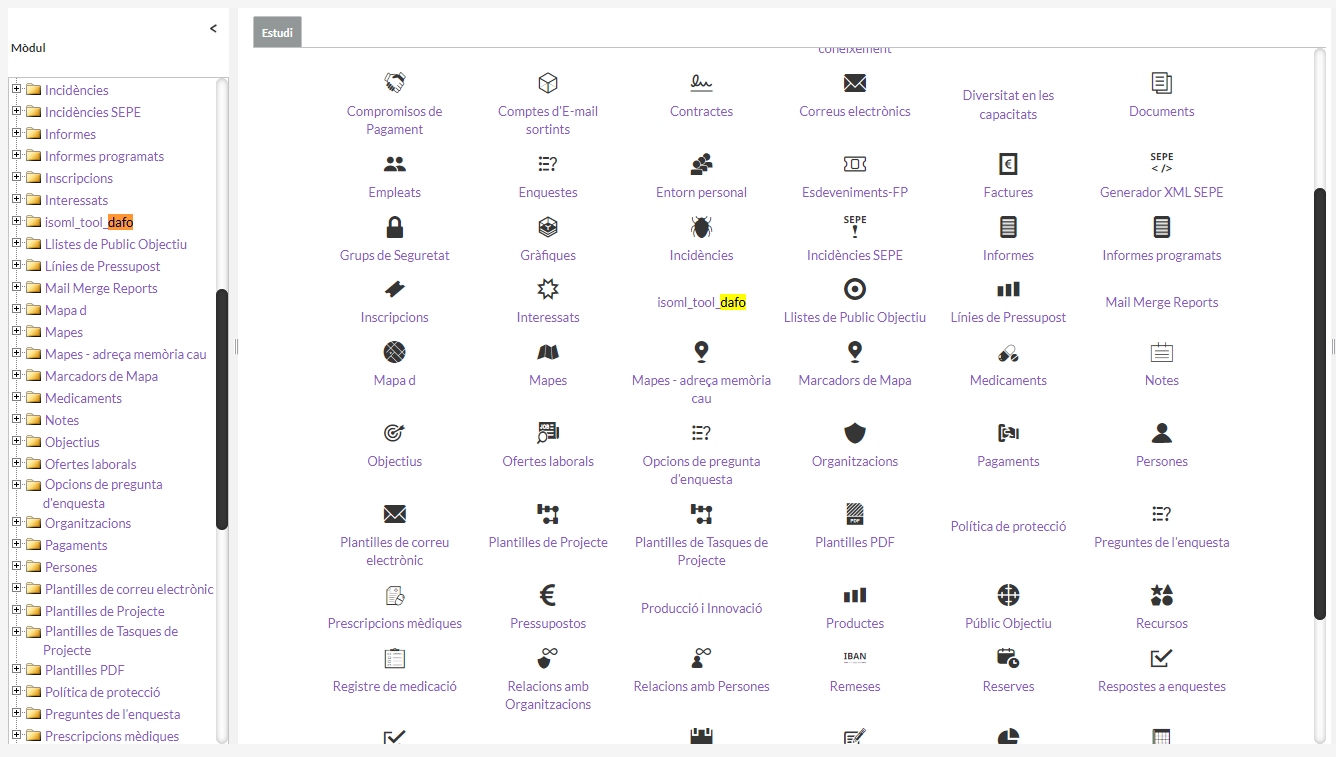 <
Mòdul
Incidències
Incidències SEPE
Informes
Informes programats
Inscripcions
Interessats
isoml_tool_dafo
Llistes de Public Objectiu
Línies de Pressupost
Mail Merge Reports
Mapa d
Mapes
Mapes - adreça memòria cau
Marcadors de Mapa
Medicaments
Notes
Objectius
Ofertes laborals
Opcions de pregunta
d'enquesta
Organitzacions
Pagaments
Persones
Plantilles de correu electrònic
Plantilles de Projecte
Plantilles de Tasques de
Projecte
Plantilles PDF
Política de protecció
Preguntes de l'enquesta
Prescripcions mèdiques
Estudi
coneixement
Compromisos de
Pagament
Comptes d'E-mail
sortints
Contractes
Correus electrònics
Diversitat en les
capacitats
Documents
Empleats
Enquestes
Entorn personal
Esdeveniments-FP
Factures
SEPE
</>
Generador XML SEPE
Grups de Seguretat
Gràfiques
Incidències
SEPE
!
Incidències SEPE
Informes
Informes programats
Inscripcions
Interessats
isoml_tool_dafo
Llistes de Public Objectiu
Línies de Pressupost
Mail Merge Reports
Mapa d
Mapes
Mapes - adreça memòria
cau
Marcadors de Mapa
Medicaments
Notes
Objectius
Ofertes laborals
Opcions de pregunta
d'enquesta
Organitzacions
Pagaments
Persones
Plantilles de correu
electrònic
Plantilles de Projecte
Plantilles de Tasques de
Projecte
PDF
Plantilles PDF
Política de protecció
Preguntes de l'enquesta
Prescripcions mèdiques
€
Pressupostos
Producció i Innovació
Productes
Públic Objectiu
Recursos
Registre de medicació
Relacions amb
Organitzacions
Relacions amb Persones
IBAN
Remeses
Reserves
Respostes a enquestes